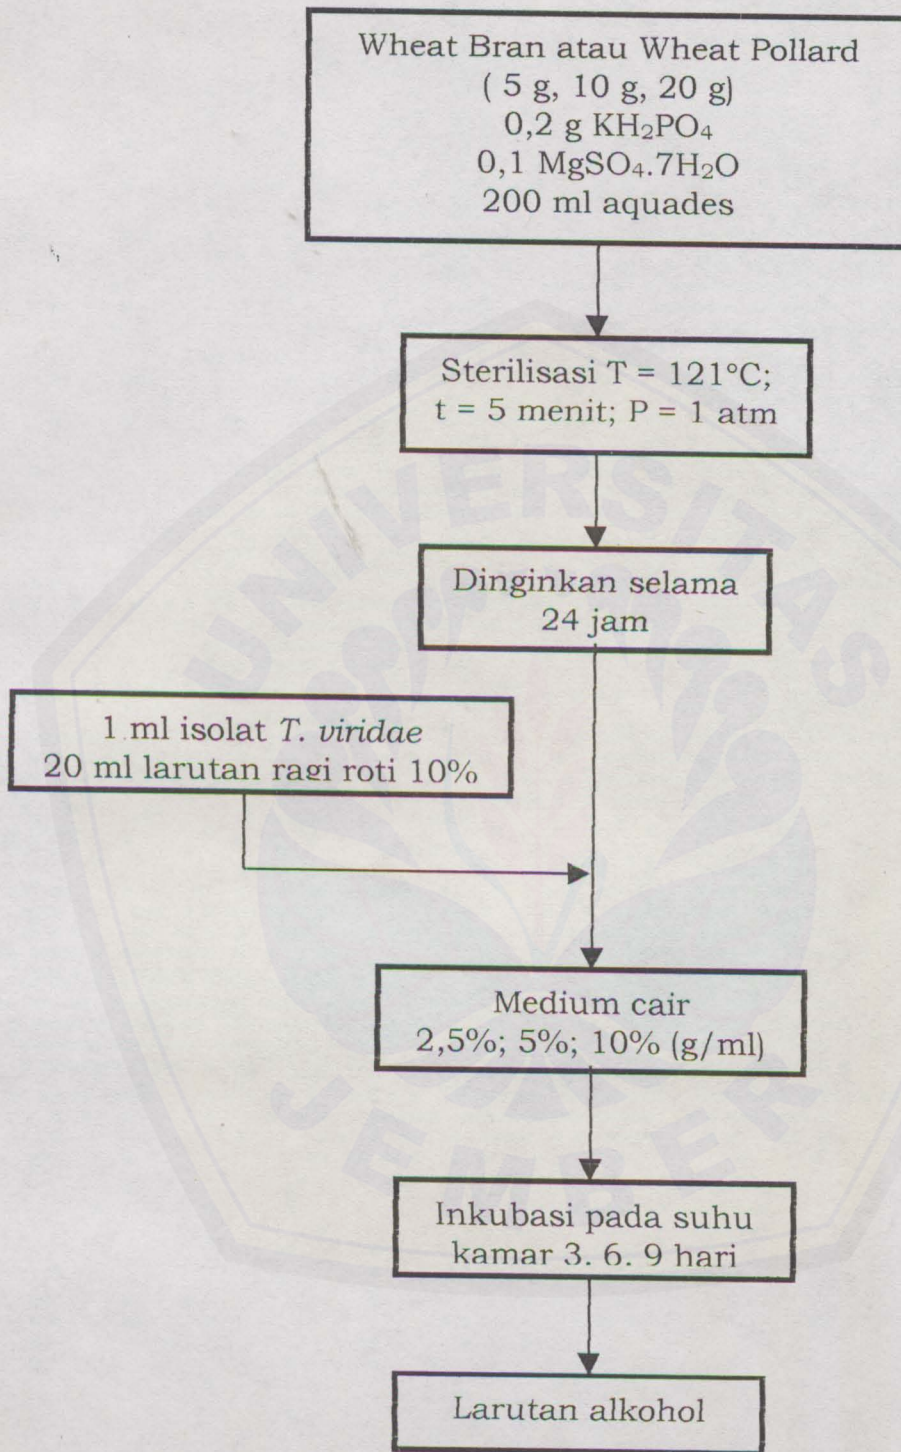 Wheat Bran atau Wheat Pollard
( 5 g, 10 g, 20 g)
0,2 g KH₂PO₄
0,1 MgSO₄.7H₂O
200 ml aquades
Sterilisasi T = 121°C;
t = 5 menit; P = 1 atm
Dinginkan selama
24 jam
1 ml isolat T. viridae
20 ml larutan ragi roti 10%
Medium cair
2,5%; 5%; 10% (g/ml)
Inkubasi pada suhu
kamar 3. 6. 9 hari
Larutan alkohol
UNIVERSITAS
JEMBER